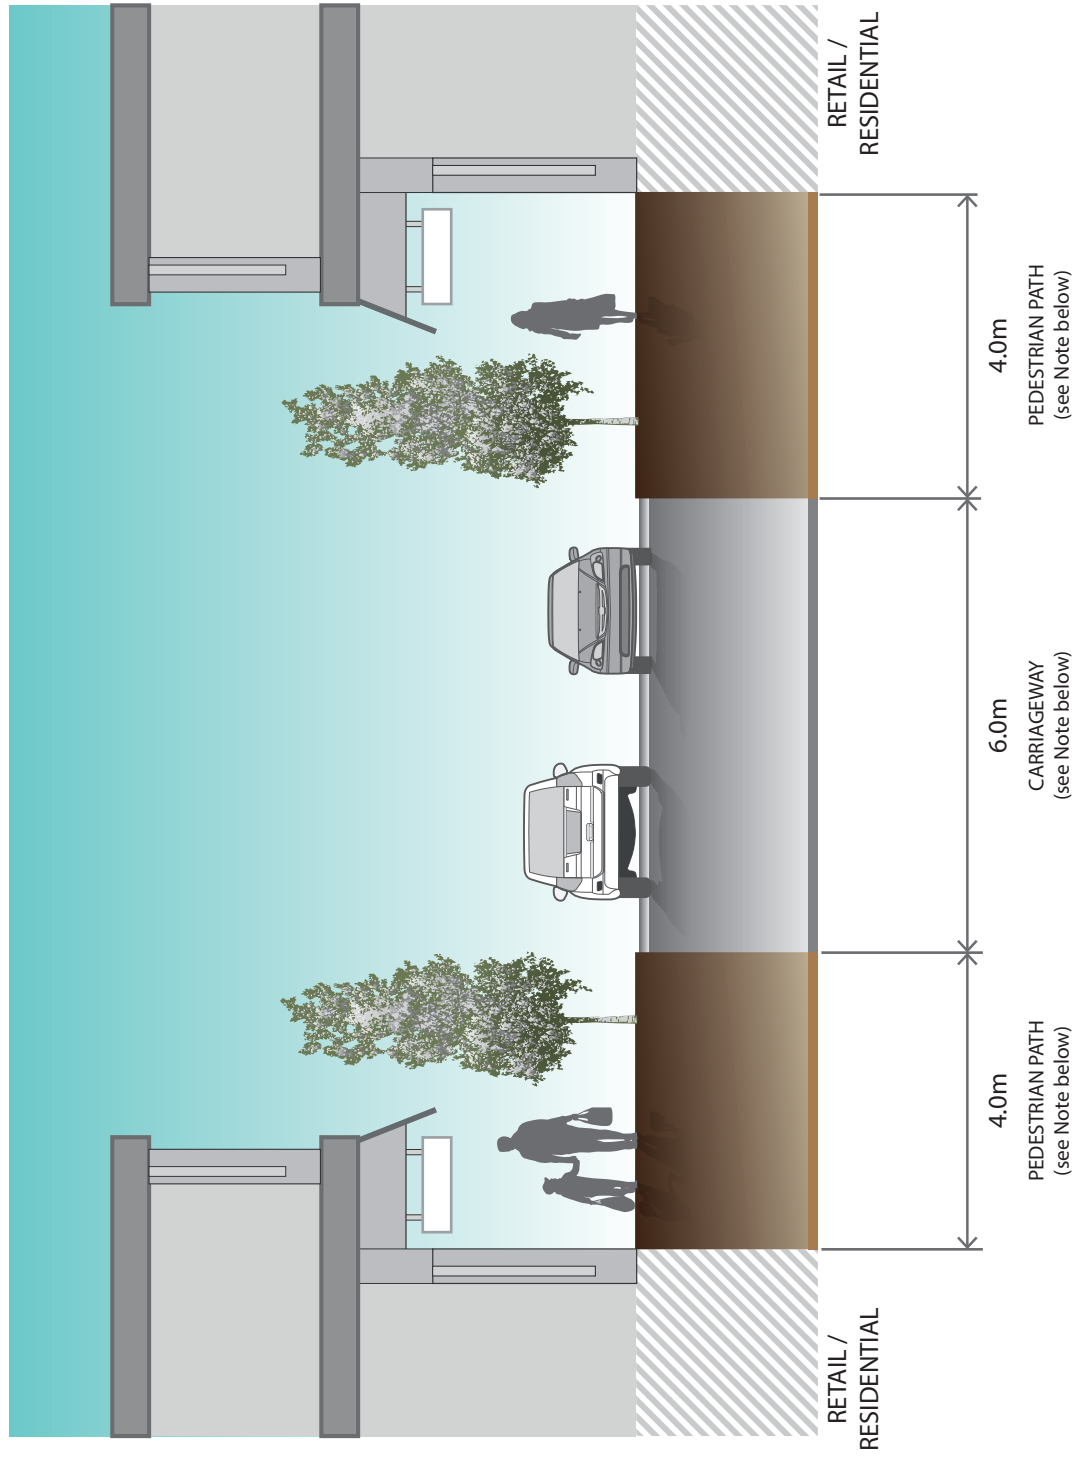 RETAIL /
RESIDENTIAL
RETAIL /
RESIDENTIAL
4.0m
PEDESTRIAN PATH
(see Note below)
6.0m
CARRIAGEWAY
(see Note below)
4.0m
PEDESTRIAN PATH
(see Note below)